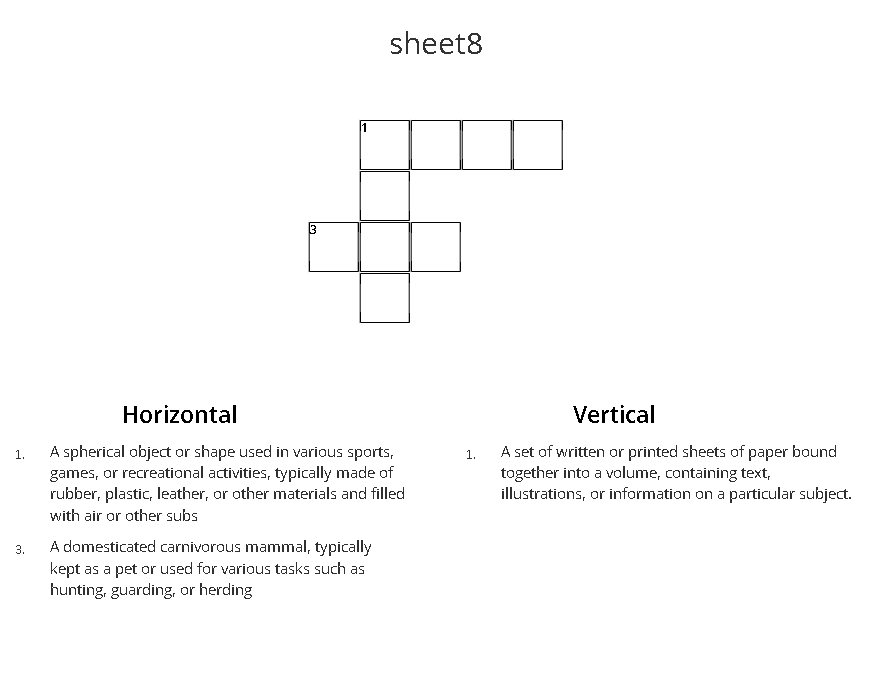 sheet8
1
3
Horizontal
1. A spherical object or shape used in various sports,
games, or recreational activities, typically made of
rubber, plastic, leather, or other materials and filled
with air or other subs
3. A domesticated carnivorous mammal, typically
kept as a pet or used for various tasks such as
hunting, guarding, or herding
Vertical
1. A set of written or printed sheets of paper bound
together into a volume, containing text,
illustrations, or information on a particular subject.